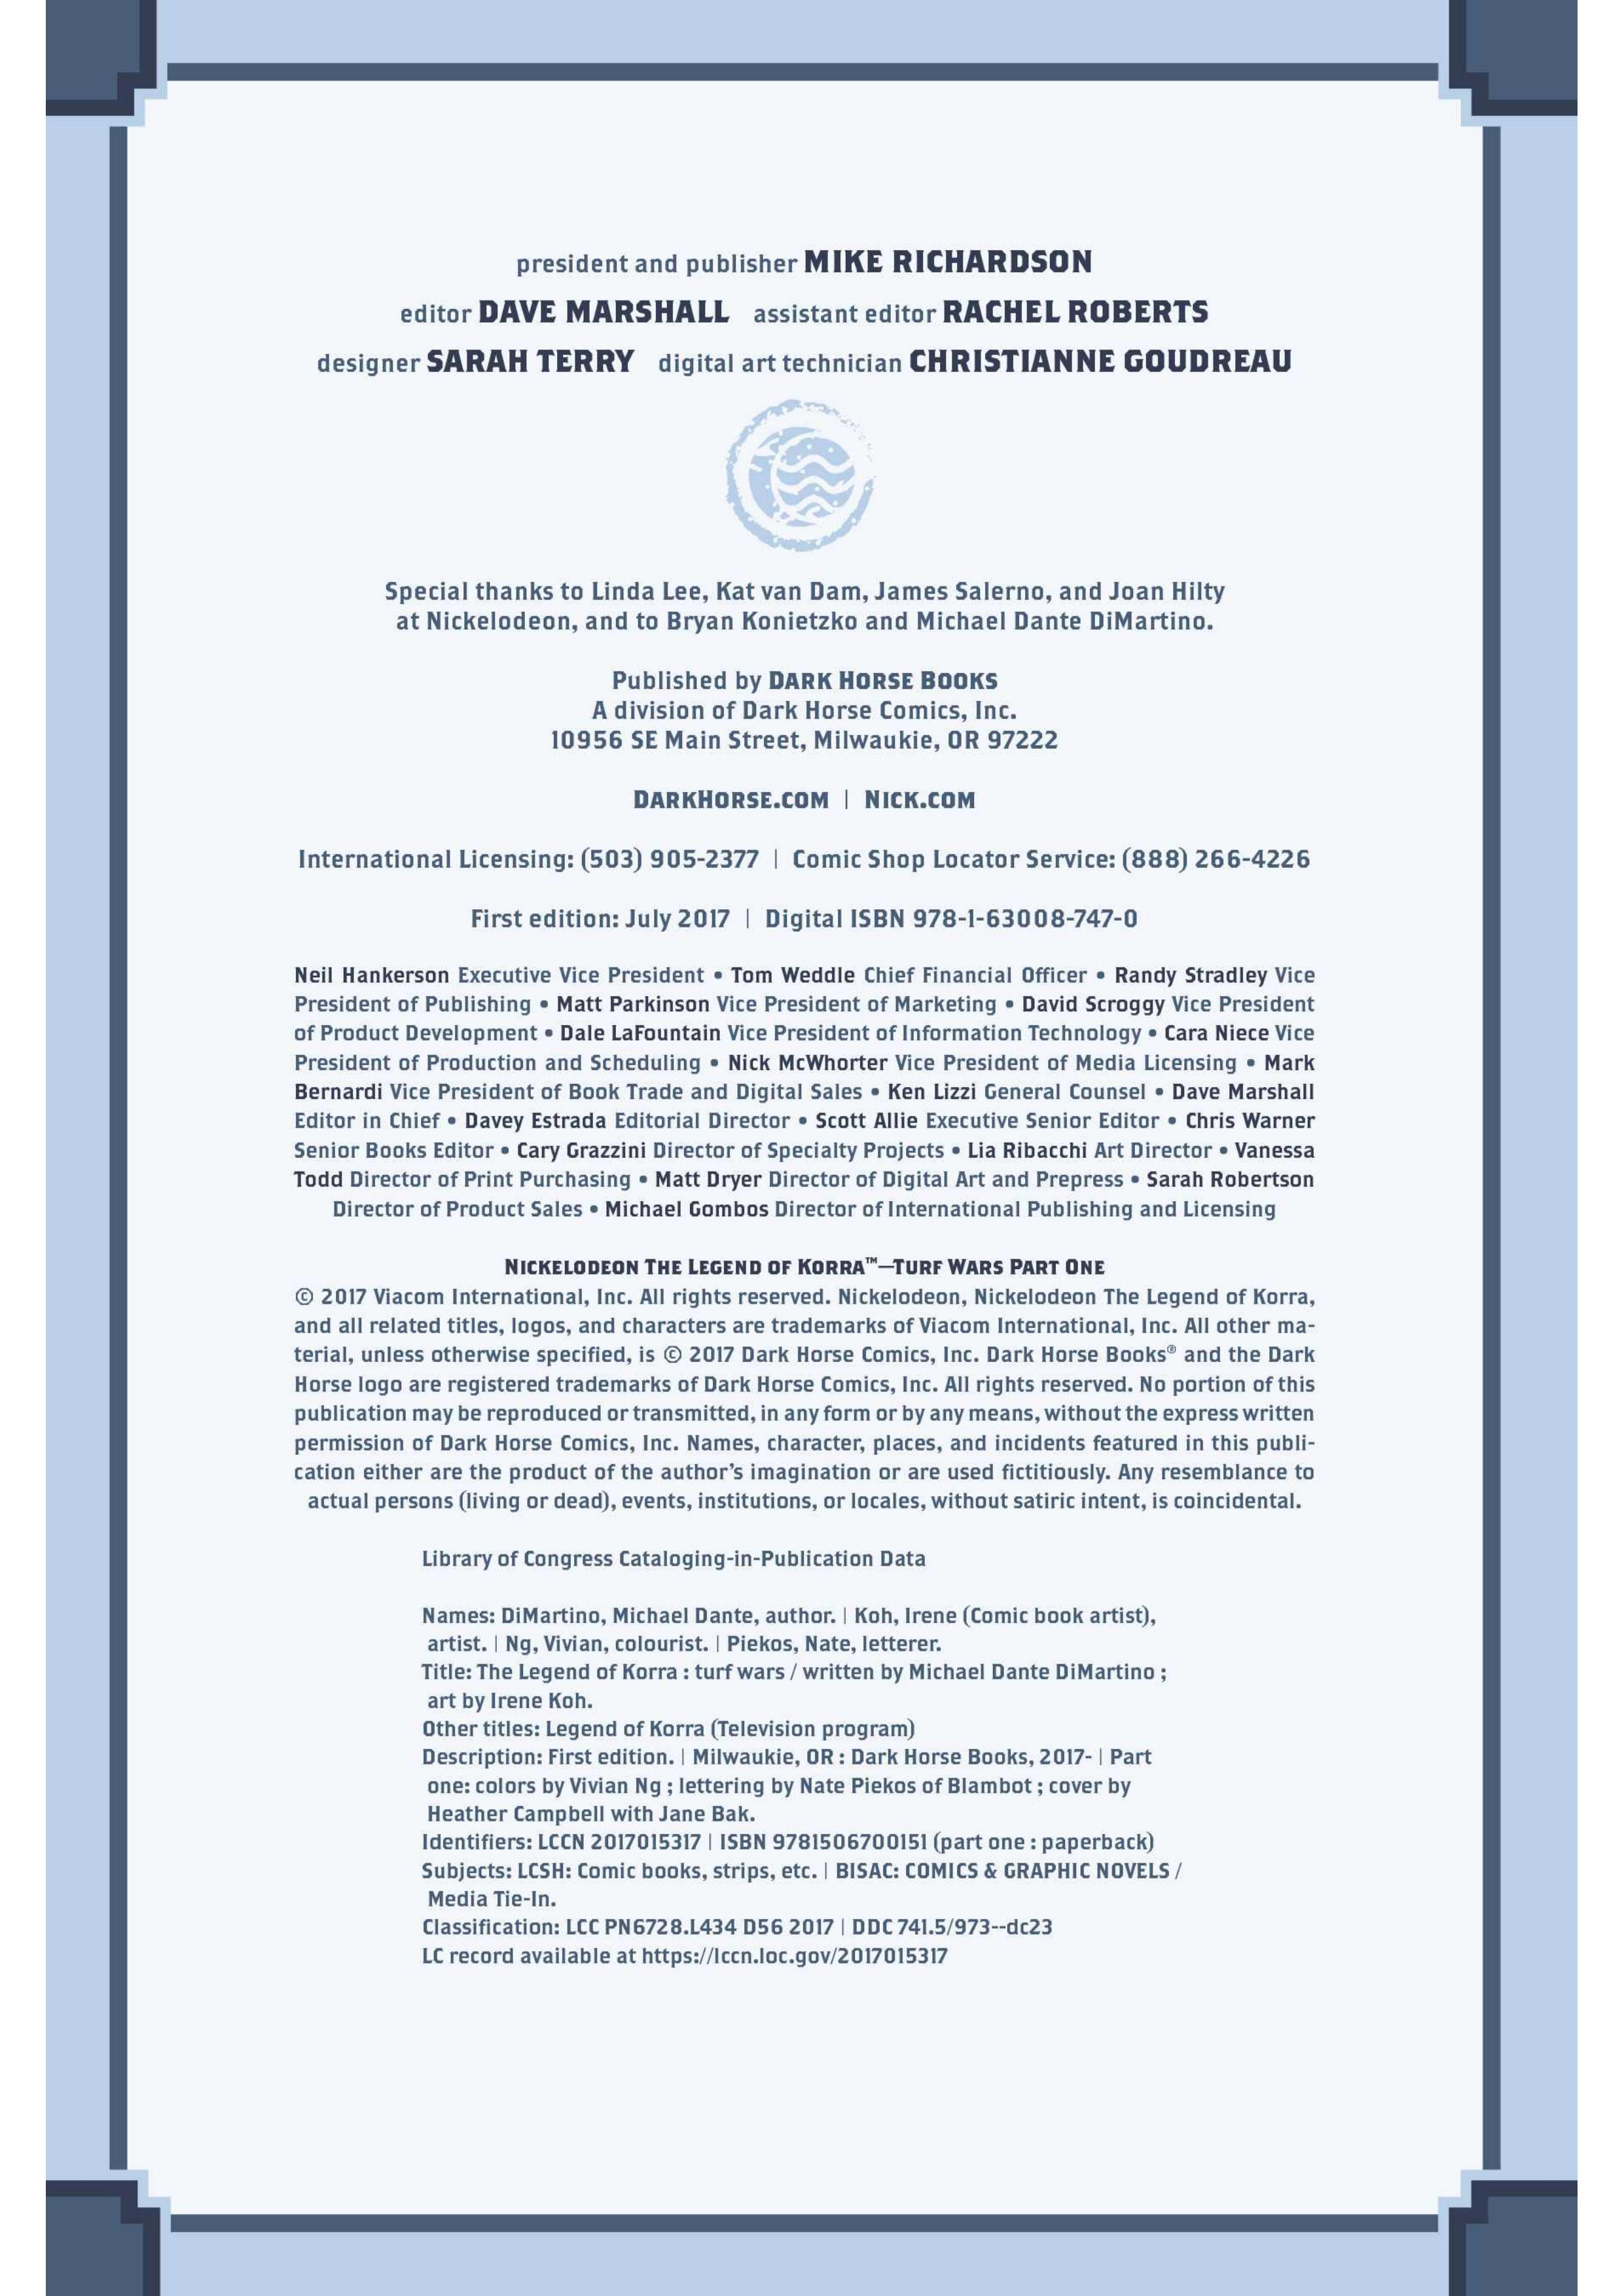 president and publisher MIKE RICHARDSON
editor DAVE MARSHALL assistant editor RACHEL ROBERTS
designer SARAH TERRY digital art technician CHRISTIANNE GOUDREAU
Special thanks to Linda Lee, Kat van Dam, James Salerno, and Joan Hilty
at Nickelodeon, and to Bryan Konietzko and Michael Dante DiMartino.
Published by DARK HORSE BOOKS
A division of Dark Horse Comics, Inc.
10956 SE Main Street, Milwaukie, OR 97222
DARKHORSE.COM | NICK.COM
International Licensing: (503) 905-2377 | Comic Shop Locator Service: (888) 266-4226
First edition: July 2017 | Digital ISBN 978-1-63008-747-0
Neil Hankerson Executive Vice President • Tom Weddle Chief Financial Officer • Randy Stradley Vice
President of Publishing • Matt Parkinson Vice President of Marketing • David Scroggy Vice President
of Product Development • Dale LaFountain Vice President of Information Technology • Cara Niece Vice
President of Production and Scheduling • Nick McWhorter Vice President of Media Licensing • Mark
Bernardi Vice President of Book Trade and Digital Sales • Ken Lizzi General Counsel • Dave Marshall
Editor in Chief • Davey Estrada Editorial Director • Scott Allie Executive Senior Editor • Chris Warner
Senior Books Editor • Cary Grazzini Director of Specialty Projects • Lia Ribacchi Art Director • Vanessa
Todd Director of Print Purchasing • Matt Dryer Director of Digital Art and Prepress • Sarah Robertson
Director of Product Sales • Michael Gombos Director of International Publishing and Licensing
NICKELODEON THE LEGEND OF KORRA™—TURF WARS PART ONE
© 2017 Viacom International, Inc. All rights reserved. Nickelodeon, Nickelodeon The Legend of Korra,
and all related titles, logos, and characters are trademarks of Viacom International, Inc. All other ma-
terial, unless otherwise specified, is © 2017 Dark Horse Comics, Inc. Dark Horse Books® and the Dark
Horse logo are registered trademarks of Dark Horse Comics, Inc. All rights reserved. No portion of this
publication may be reproduced or transmitted, in any form or by any means, without the express written
permission of Dark Horse Comics, Inc. Names, character, places, and incidents featured in this publi-
cation either are the product of the author's imagination or are used fictitiously. Any resemblance to
actual persons (living or dead), events, institutions, or locales, without satiric intent, is coincidental.
Library of Congress Cataloging-in-Publication Data
Names: DiMartino, Michael Dante, author. | Koh, Irene (Comic book artist),
artist. | Ng, Vivian, colourist. | Piekos, Nate, letterer.
Title: The Legend of Korra : turf wars / written by Michael Dante DiMartino ;
art by Irene Koh.
Other titles: Legend of Korra (Television program)
Description: First edition. | Milwaukie, OR : Dark Horse Books, 2017- | Part
one: colors by Vivian Ng ; lettering by Nate Piekos of Blambot ; cover by
Heather Campbell with Jane Bak.
Identifiers: LCCN 2017015317 | ISBN 9781506700151 (part one : paperback)
Subjects: LCSH: Comic books, strips, etc. | BISAC: COMICS & GRAPHIC NOVELS /
Media Tie-In.
Classification: LCC PN6728.L434 D56 2017 | DDC 741.5/973--dc23
LC record available at https://lccn.loc.gov/2017015317